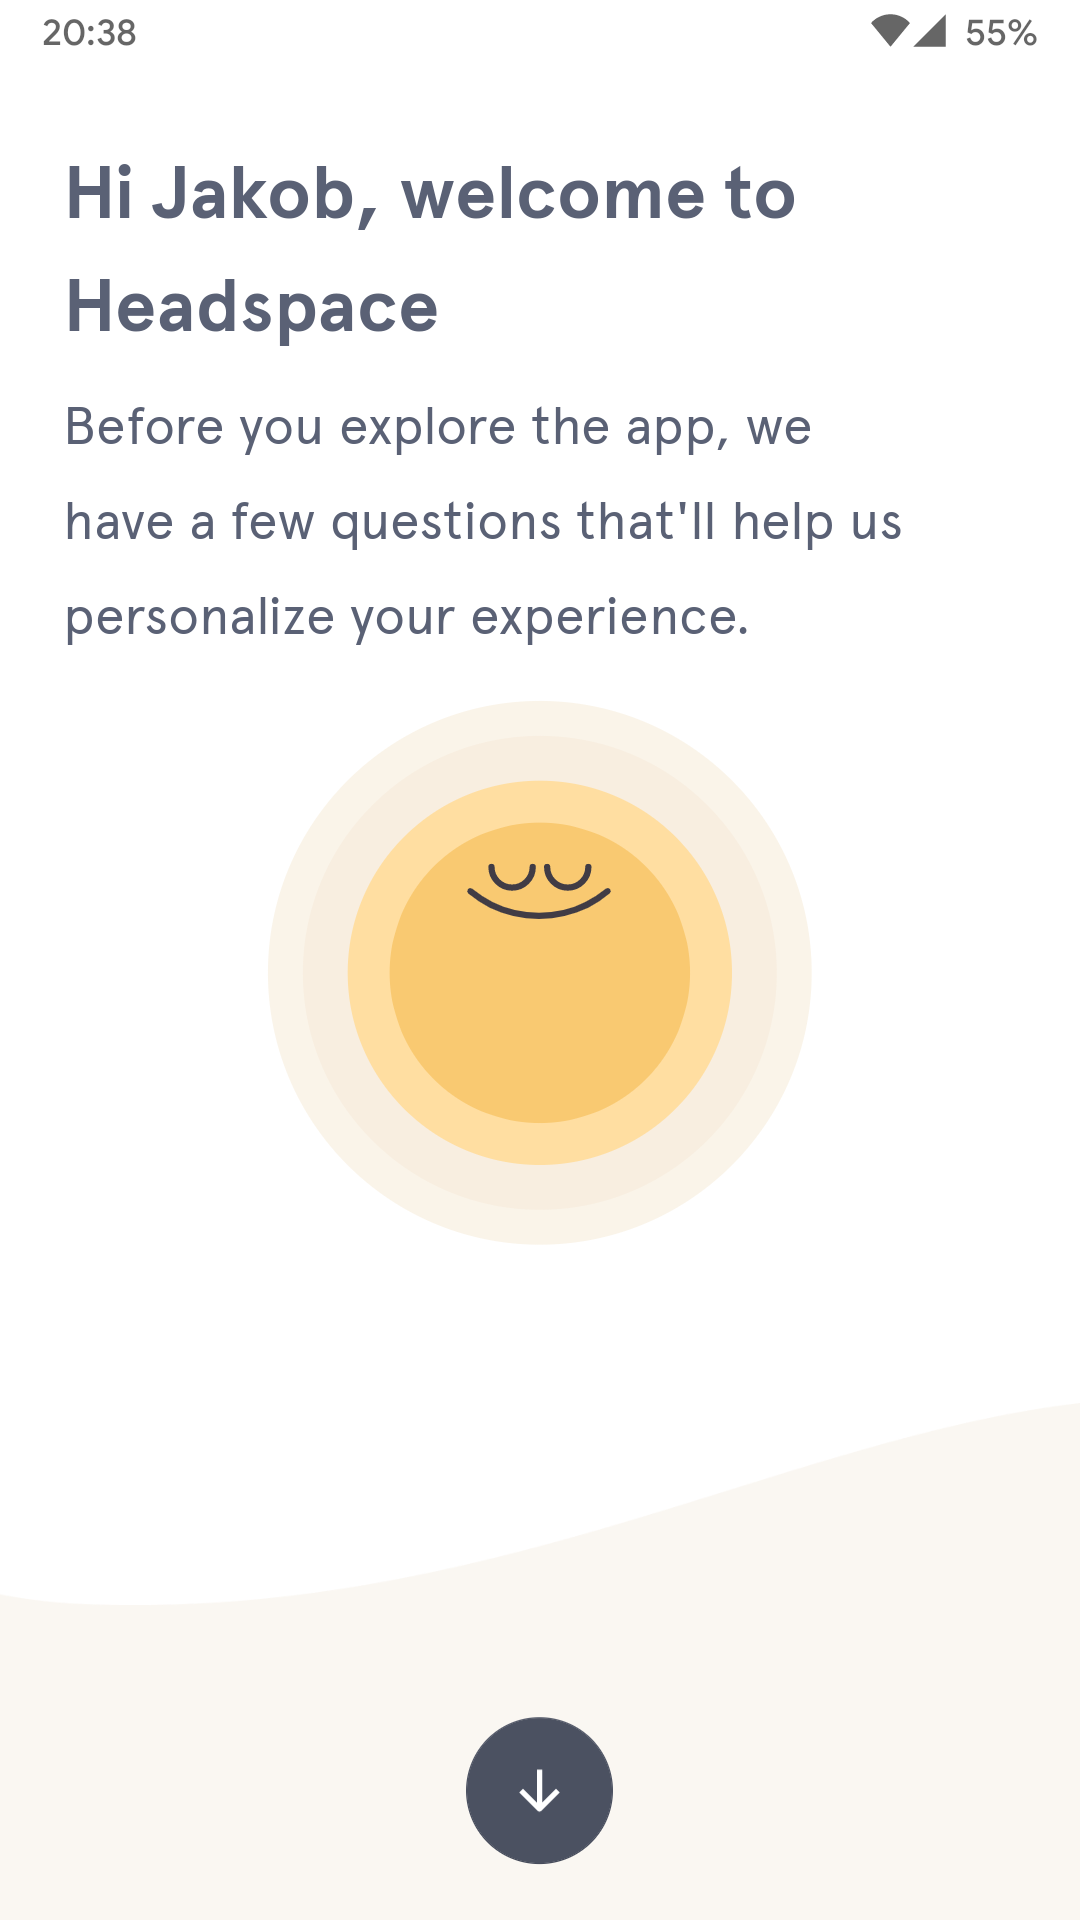 20:38
55%
Hi Jakob, welcome to
Headspace
Before you explore the app, we
have a few questions that'll help us
personalize your experience.